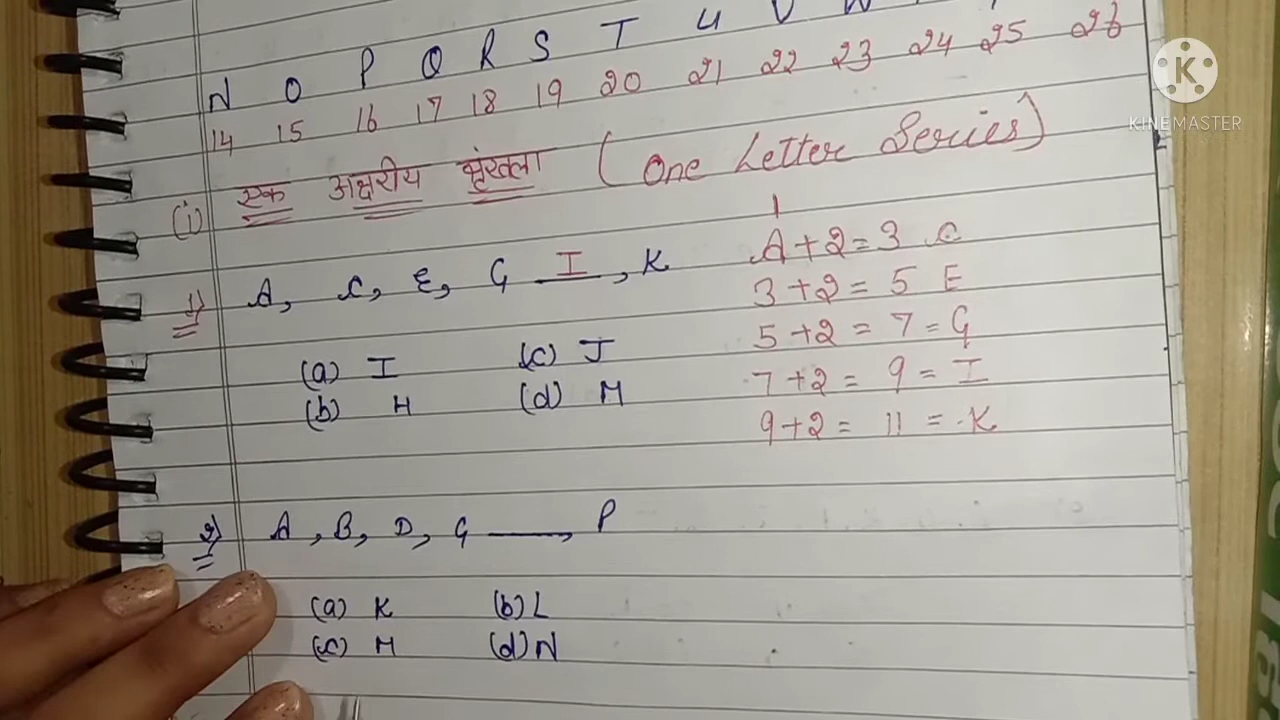 N O P Q R S T U V W
14 15 16 17 18 19 20 21 22 23 24 25 26
K
KINEMASTER
(i) एक अक्षरीय श्रृंखला (One Letter Series)
1) A, C, E, G I, K
(a) I (c) J
(b) H (d) M
1
A + 2 = 3 C
3 + 2 = 5 E
5 + 2 = 7 = G
7 + 2 = 9 = I
9 + 2 = 11 = K
2) A, B, D, G ___, P
(a) K (b) L
(c) M (d) N